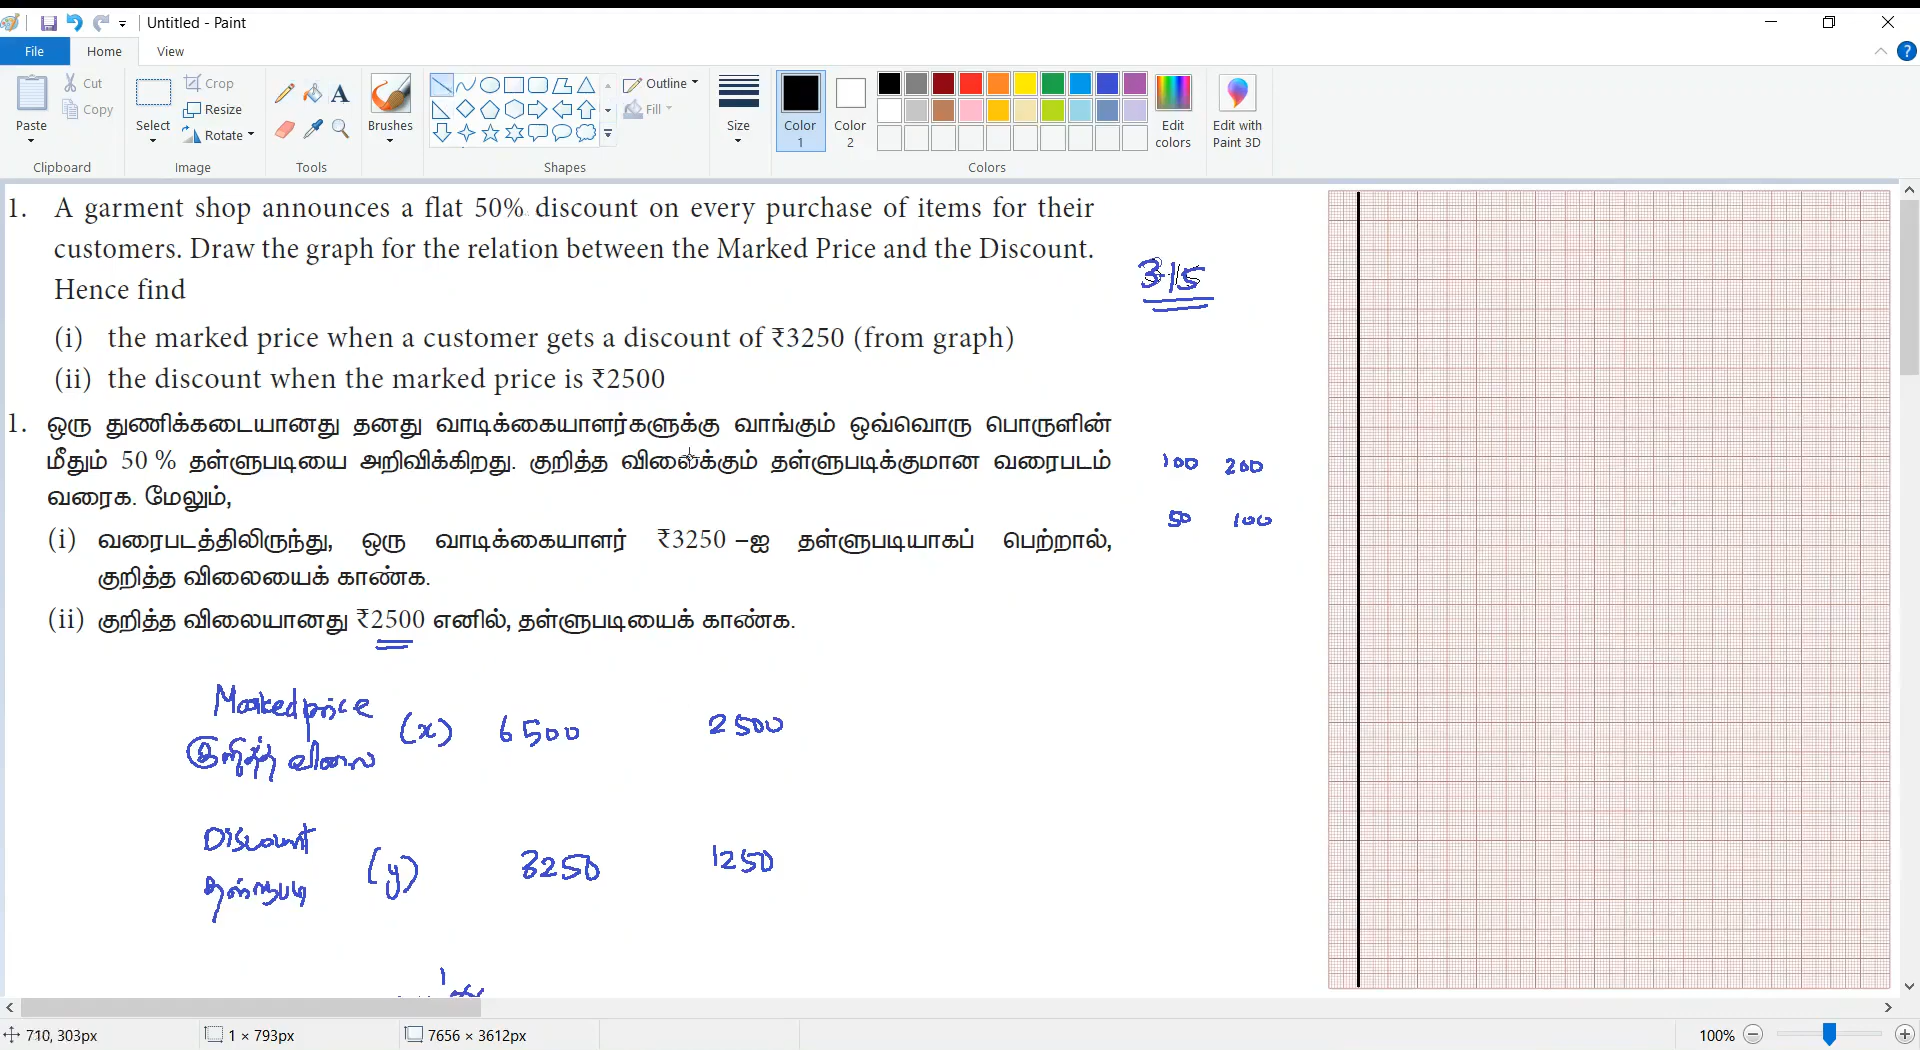 Untitled - Paint
File Home View
Paste
Cut
Copy
Clipboard
Select
Crop
Resize
Rotate
Image
Tools
Brushes
Shapes
Outline
Fill
Size
Color 1
Color 2
Colors
Edit colors
Edit with Paint 3D
1. A garment shop announces a flat 50% discount on every purchase of items for their
customers. Draw the graph for the relation between the Marked Price and the Discount.
Hence find
(i) the marked price when a customer gets a discount of ₹3250 (from graph)
(ii) the discount when the marked price is ₹2500
315
1. ஒரு துணிக்கடையானது தனது வாடிக்கையாளர்களுக்கு வாங்கும் ஒவ்வொரு பொருளின்
மீதும் 50 % தள்ளுபடியை அறிவிக்கிறது. குறித்த விலைக்கும் தள்ளுபடிக்குமான வரைபடம்
வரைக. மேலும்,
(i) வரைபடத்திலிருந்து, ஒரு வாடிக்கையாளர் ₹3250 –ஐ தள்ளுபடியாகப் பெற்றால்,
குறித்த விலையைக் காண்க.
(ii) குறித்த விலையானது ₹2500 எனில், தள்ளுபடியைக் காண்க.
100 200
50 100
Marked price
குறித்த விலை (x) 6500 2500
Discount
தள்ளுபடி (y) 3250 1250
710, 303px
1 × 793px
7656 × 3612px
100%